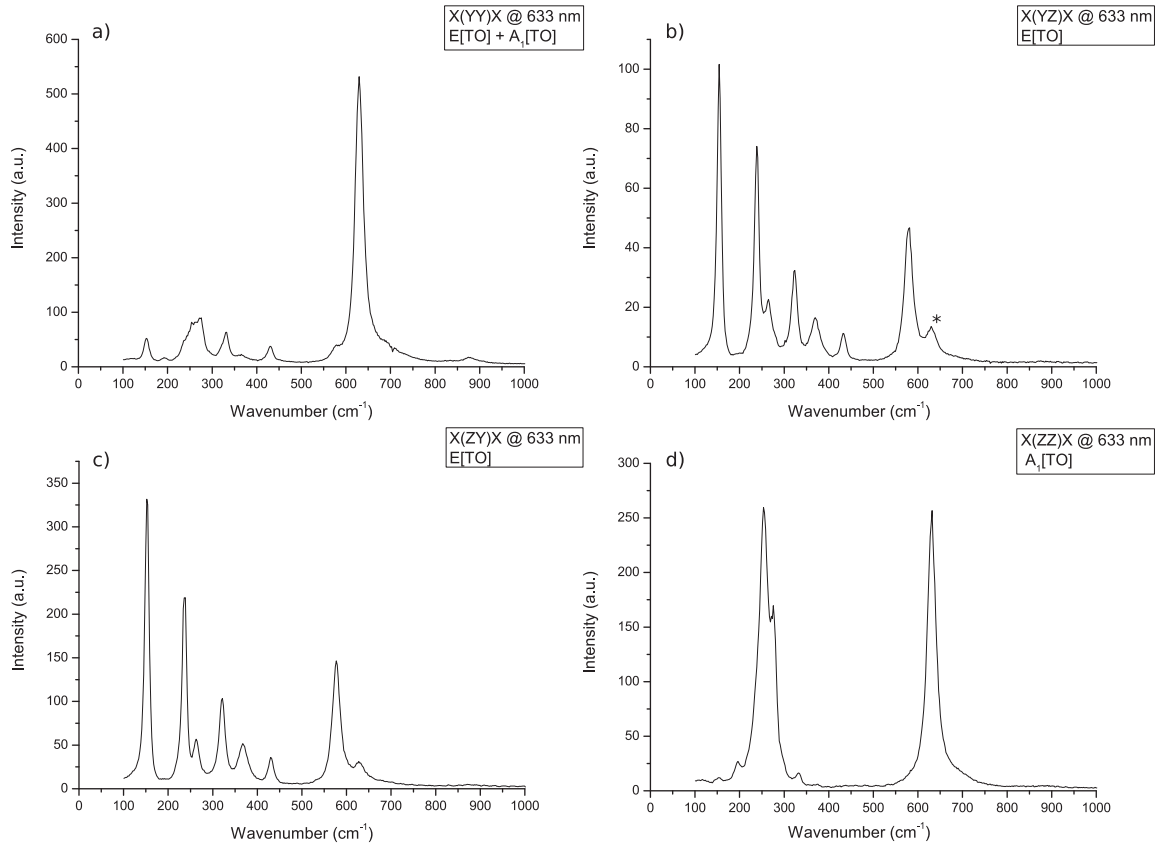 a)
X(YY)X @ 633 nm
E[TO] + A₁[TO]
600
500
400
300
200
100
0
Intensity (a.u.)
0 100 200 300 400 500 600 700 800 900 1000
Wavenumber (cm⁻¹)
b)
X(YZ)X @ 633 nm
E[TO]
100
80
60
40
20
0
Intensity (a.u.)
*
0 100 200 300 400 500 600 700 800 900 1000
Wavenumber (cm⁻¹)
c)
X(ZY)X @ 633 nm
E[TO]
350
300
250
200
150
100
50
0
Intensity (a.u.)
0 100 200 300 400 500 600 700 800 900 1000
Wavenumber (cm⁻¹)
d)
X(ZZ)X @ 633 nm
A₁[TO]
300
250
200
150
100
50
0
Intensity (a.u.)
0 100 200 300 400 500 600 700 800 900 1000
Wavenumber (cm⁻¹)